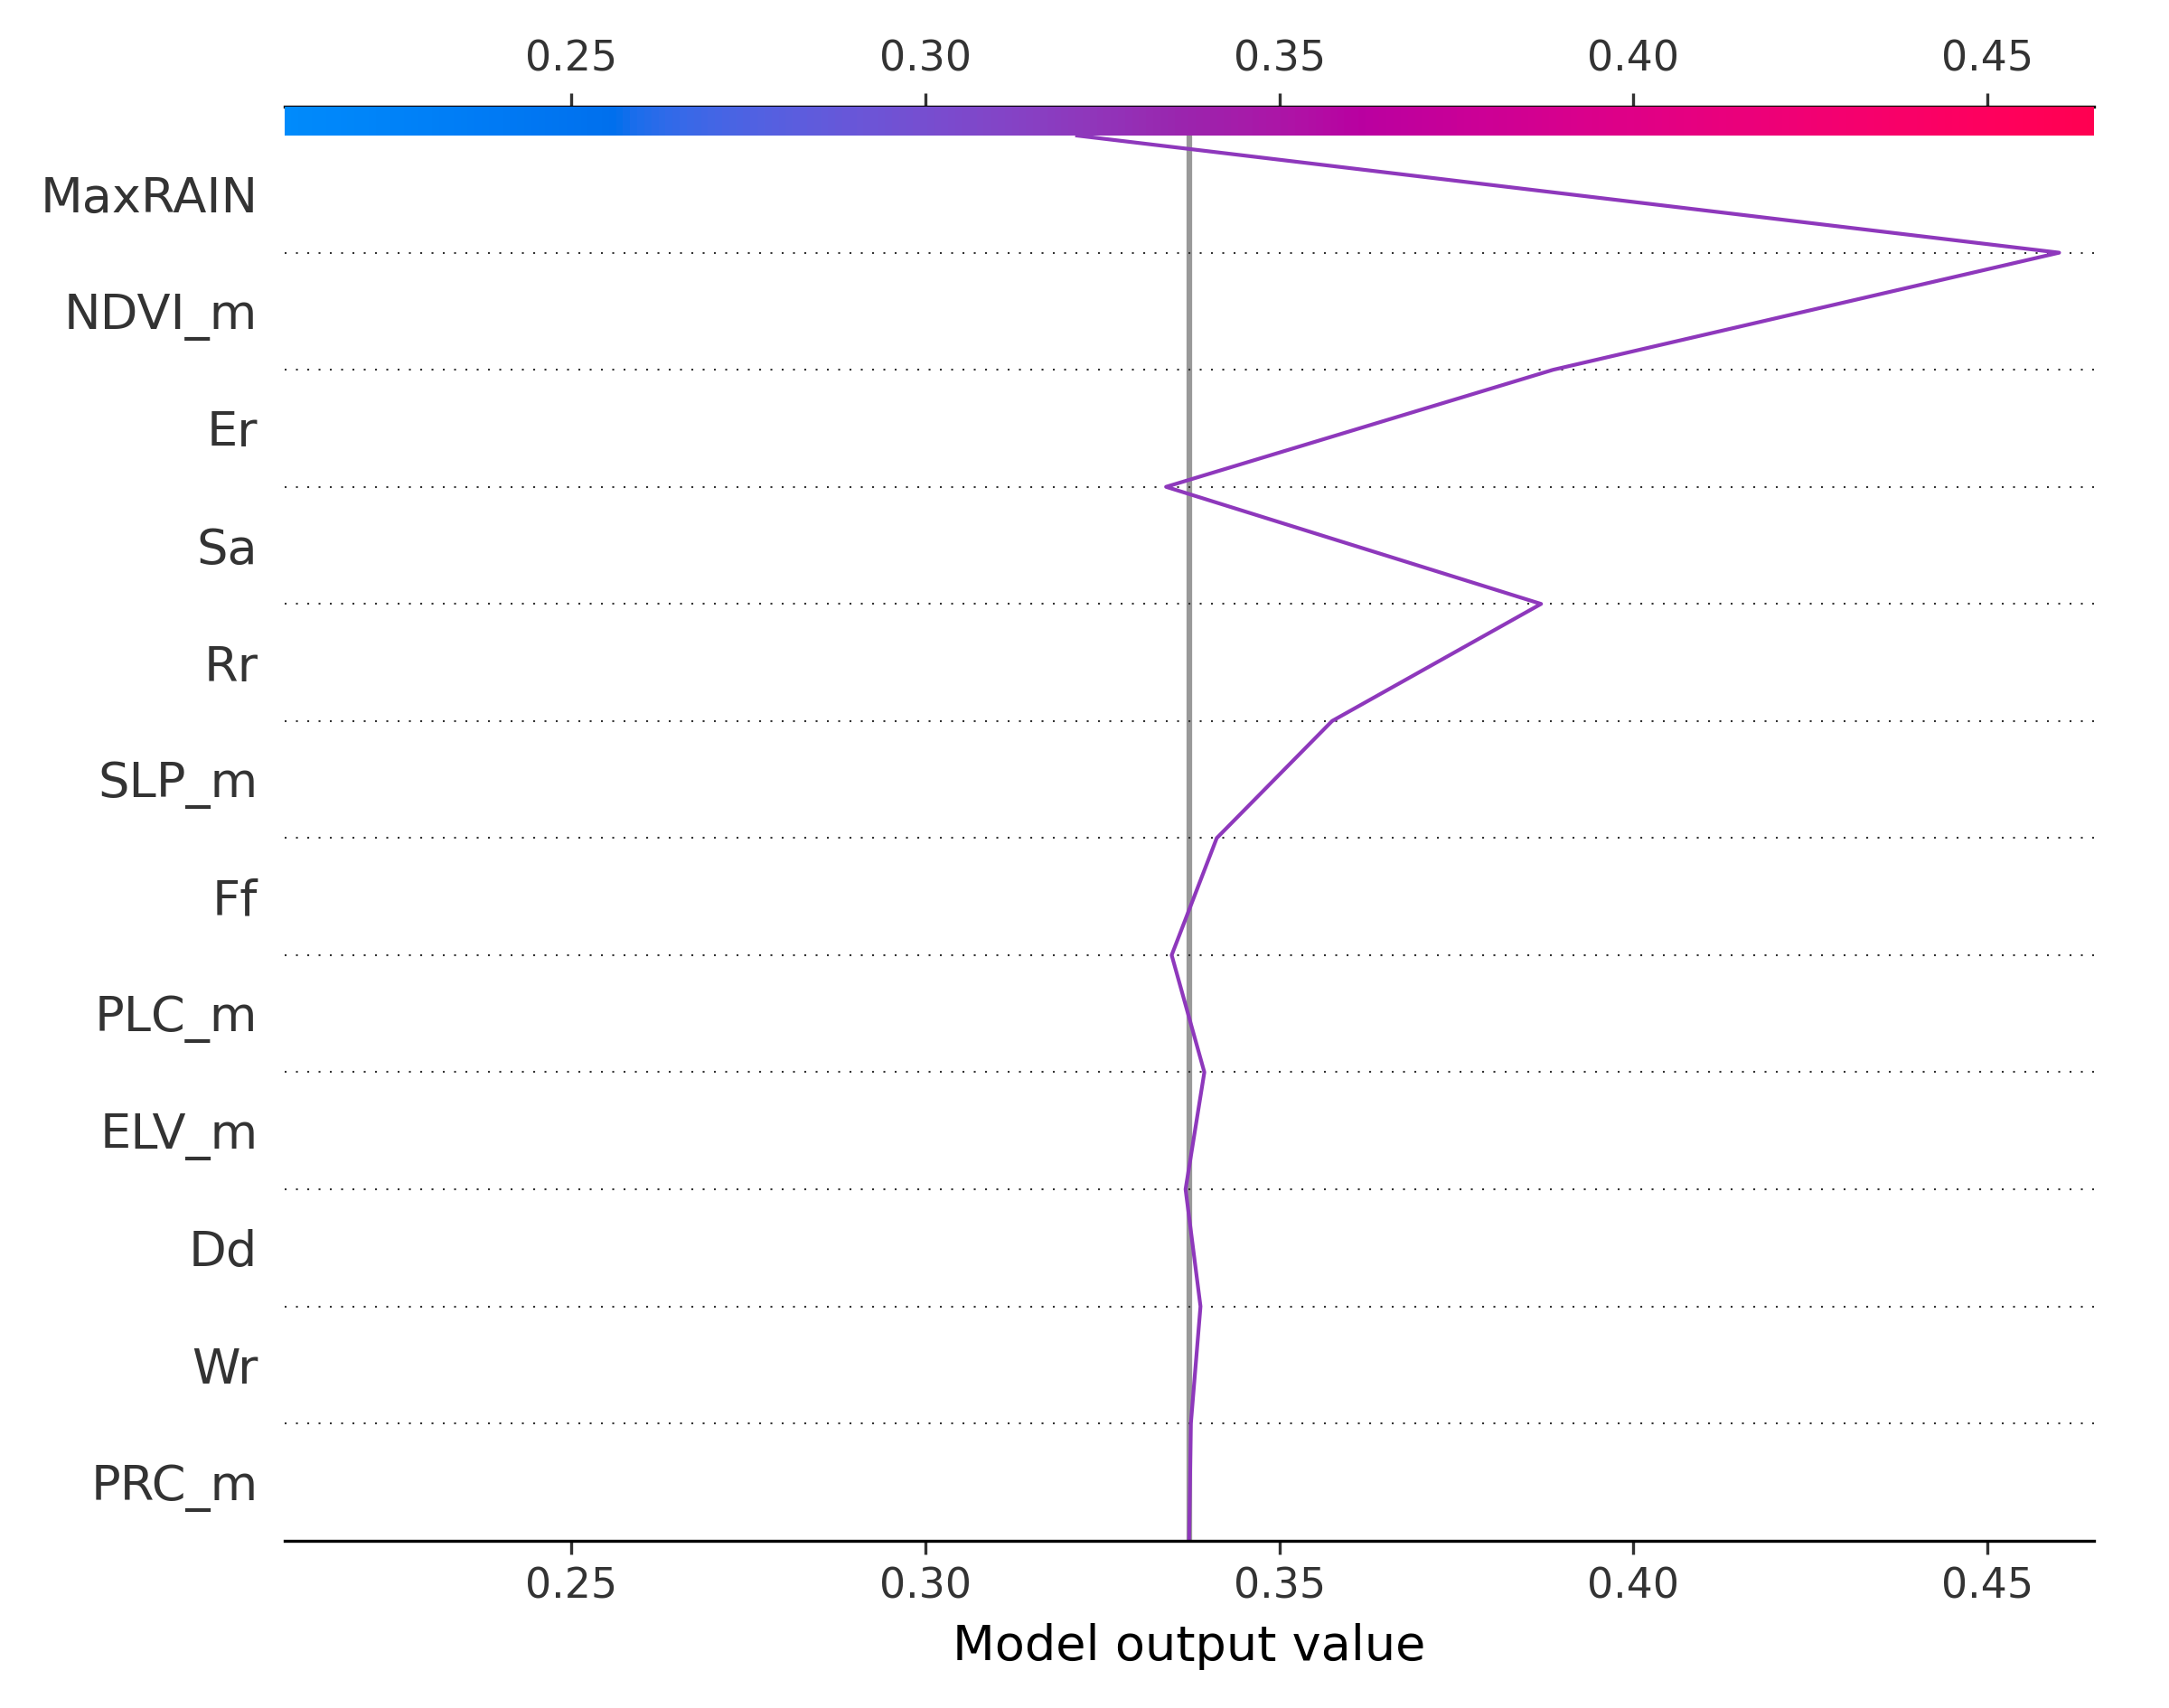 0.25 0.30 0.35 0.40 0.45
MaxRAIN
NDVI_m
Er
Sa
Rr
SLP_m
Ff
PLC_m
ELV_m
Dd
Wr
PRC_m
0.25 0.30 0.35 0.40 0.45
Model output value